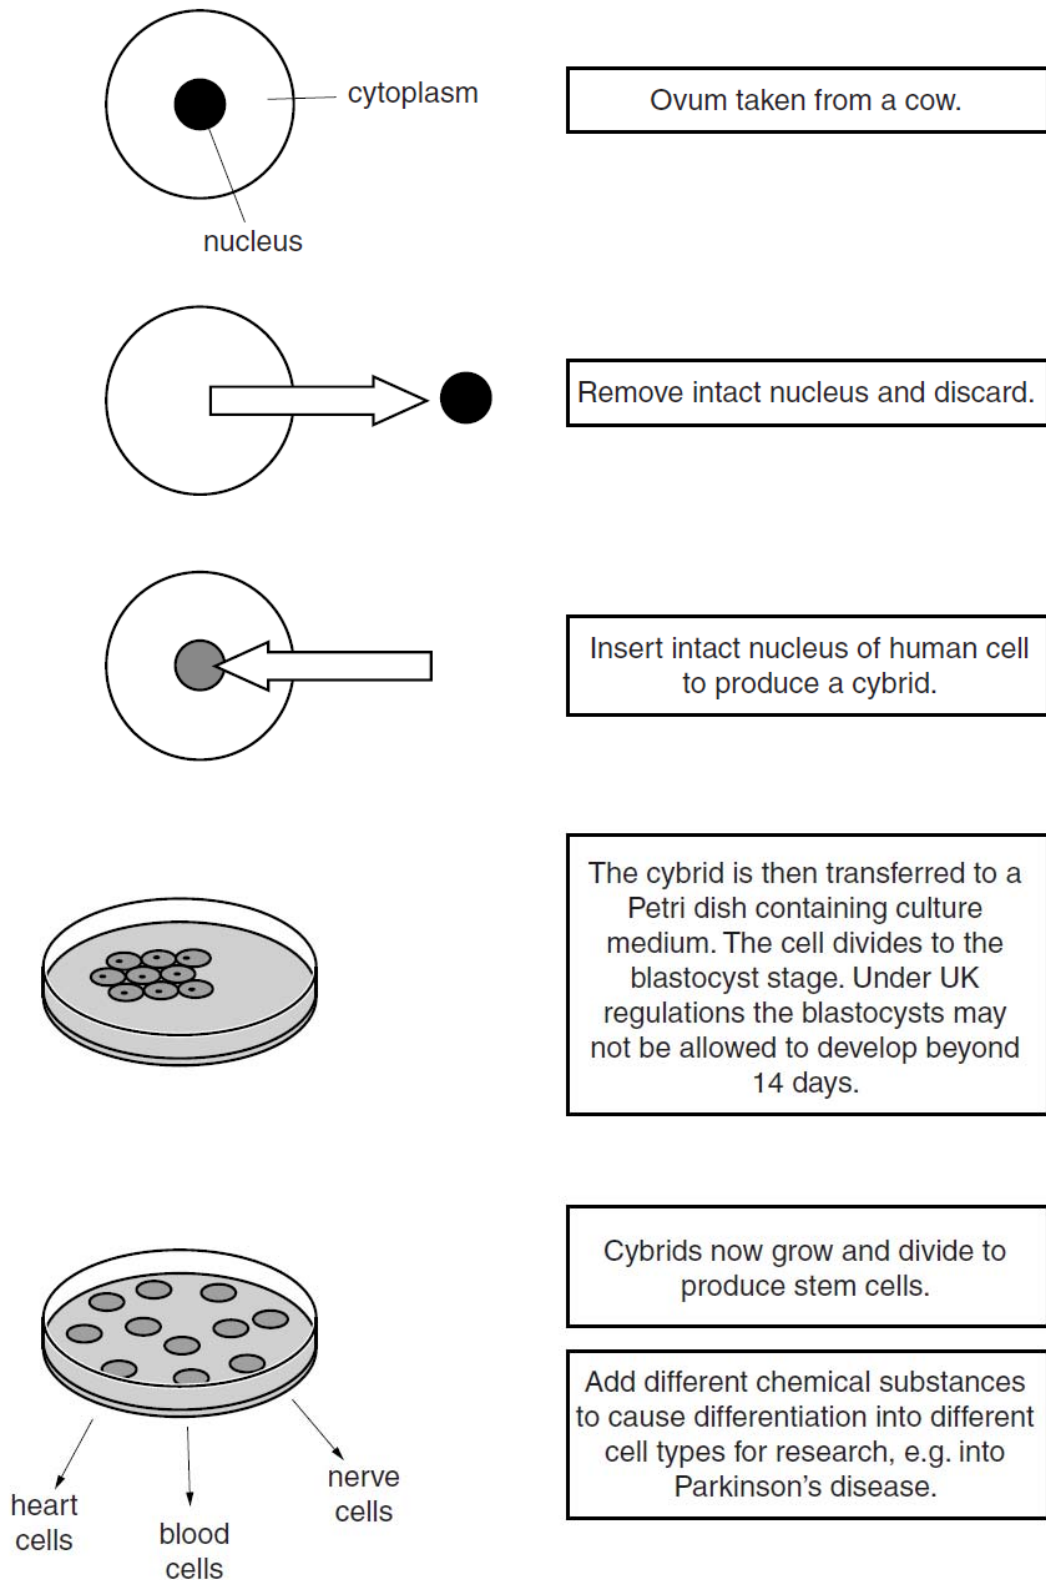 cytoplasm
nucleus
Ovum taken from a cow.
Remove intact nucleus and discard.
Insert intact nucleus of human cell
to produce a cybrid.
The cybrid is then transferred to a
Petri dish containing culture
medium. The cell divides to the
blastocyst stage. Under UK
regulations the blastocysts may
not be allowed to develop beyond
14 days.
Cybrids now grow and divide to
produce stem cells.
Add different chemical substances
to cause differentiation into different
cell types for research, e.g. into
Parkinson’s disease.
heart
cells
blood
cells
nerve
cells